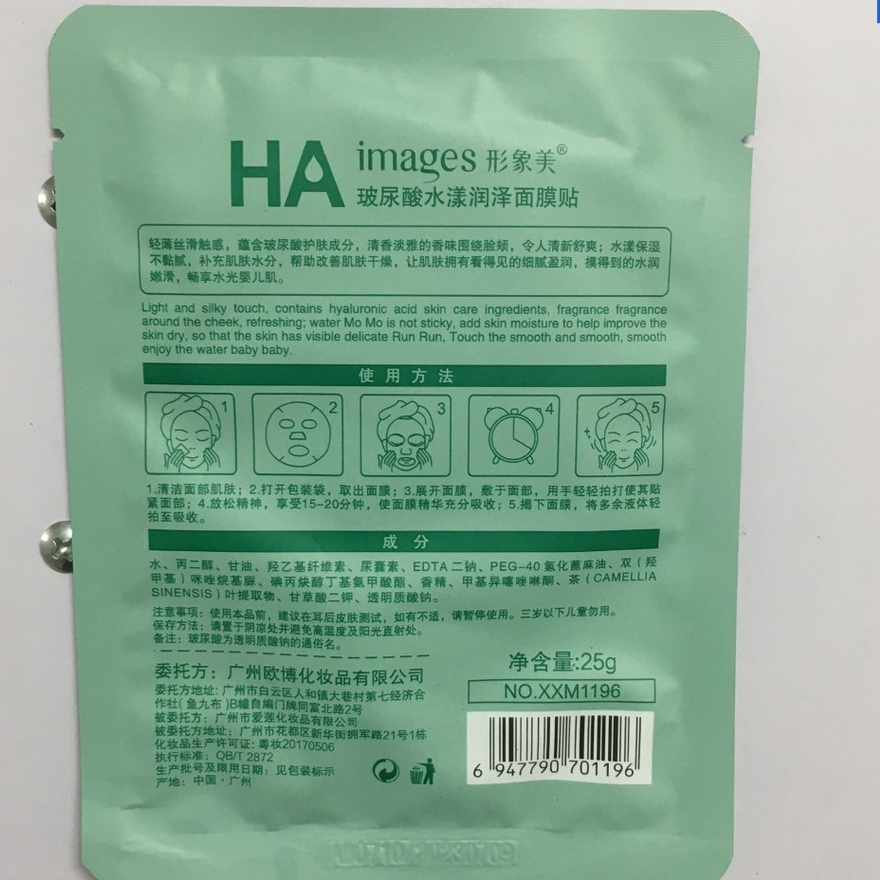 HA images 形象美®
玻尿酸水漾润泽面膜贴
轻薄丝滑触感，蕴含玻尿酸护肤成分，清香淡雅的香味围绕脸颊，令人清新舒爽；水漾保湿
不黏腻，补充肌肤水分，帮助改善肌肤干燥，让肌肤拥有看得见的细腻盈润，摸得到的水润
嫩滑，畅享水光婴儿肌。
Light and silky touch, contains hyaluronic acid skin care ingredients, fragrance fragrance
around the cheek, refreshing; water Mo Mo is not sticky, add skin moisture to help improve the
skin dry, so that the skin has visible delicate Run Run, Touch the smooth and smooth, smooth
enjoy the water baby baby.
使用方法
1 2 3 4 5
1.清洁面部肌肤；2.打开包装袋，取出面膜；3.展开面膜，敷于面部，用手轻轻拍打使其贴
紧面部；4.放松精神，享受15-20分钟，使面膜精华充分吸收；5.揭下面膜，将多余液体轻
拍至吸收。
成分
水、丙二醇、甘油、羟乙基纤维素、尿囊素、EDTA 二钠、PEG-40 氢化蓖麻油、双（羟
甲基）咪唑烷基脲、碘丙炔醇丁基氨甲酸酯、香精、甲基异噻唑啉酮、茶（CAMELLIA
SINENSIS）叶提取物、甘草酸二钾、透明质酸钠。
注意事项：使用本品前，建议在耳后皮肤测试，如有不适，请暂停使用。三岁以下儿童勿用。
保存方法：请置于阴凉处并避免高温度及阳光直射处。
备注：玻尿酸为透明质酸钠的通俗名。
委托方：广州欧博化妆品有限公司
委托方地址：广州市白云区人和镇大巷村第七经济合
作社(鱼九布)B幢自编门牌同富北路2号
被委托方：广州市爱莲化妆品有限公司
被委托方地址：广州市花都区新华街拥军路21号1栋
化妆品生产许可证：粤妆20170506
执行标准：QB/T 2872
生产批号及限用日期：见包装标示
产地：中国·广州
净含量:25g
NO.XXM1196
6 947790 701196